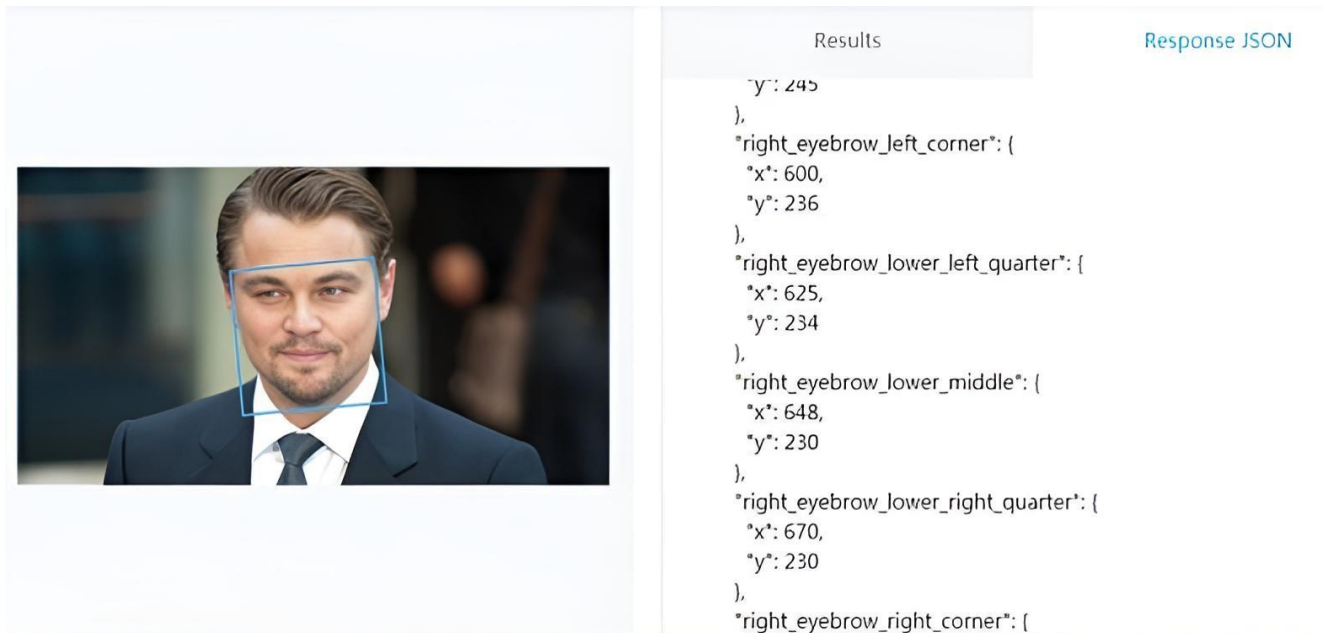 Results
Response JSON
"y": 245
},
"right_eyebrow_left_corner": {
"x": 600,
"y": 236
},
"right_eyebrow_lower_left_quarter": {
"x": 625,
"y": 234
},
"right_eyebrow_lower_middle": {
"x": 648,
"y": 230
},
"right_eyebrow_lower_right_quarter": {
"x": 670,
"y": 230
},
"right_eyebrow_right_corner": {